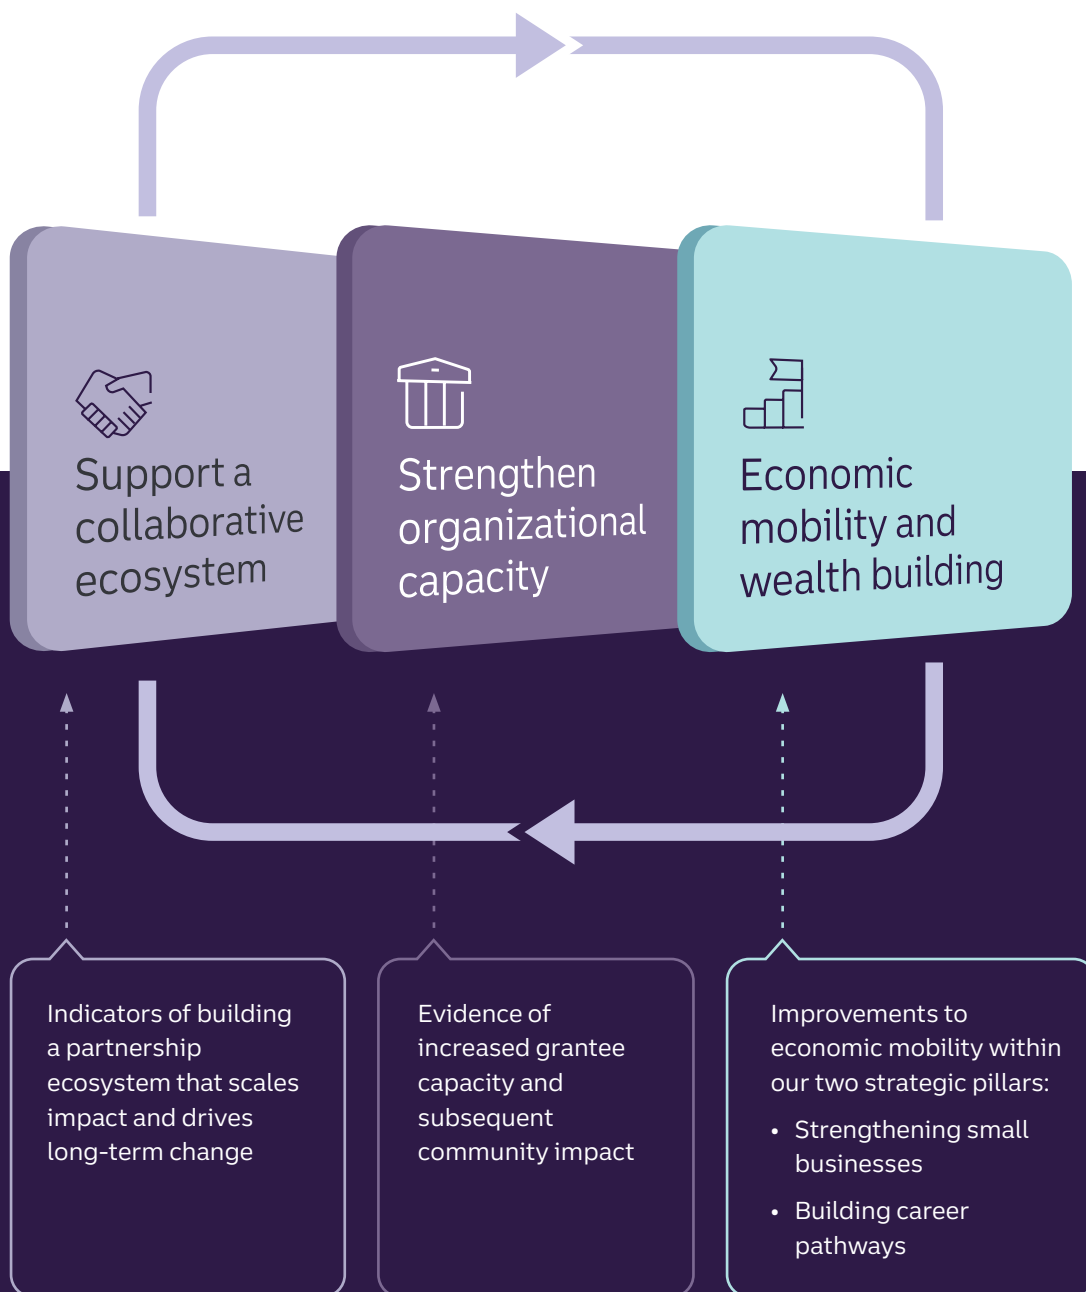 Support a
collaborative
ecosystem
Strengthen
organizational
capacity
Economic
mobility and
wealth building
Indicators of building
a partnership
ecosystem that scales
impact and drives
long-term change
Evidence of
increased grantee
capacity and
subsequent
community impact
Improvements to
economic mobility within
our two strategic pillars:
• Strengthening small
businesses
• Building career
pathways